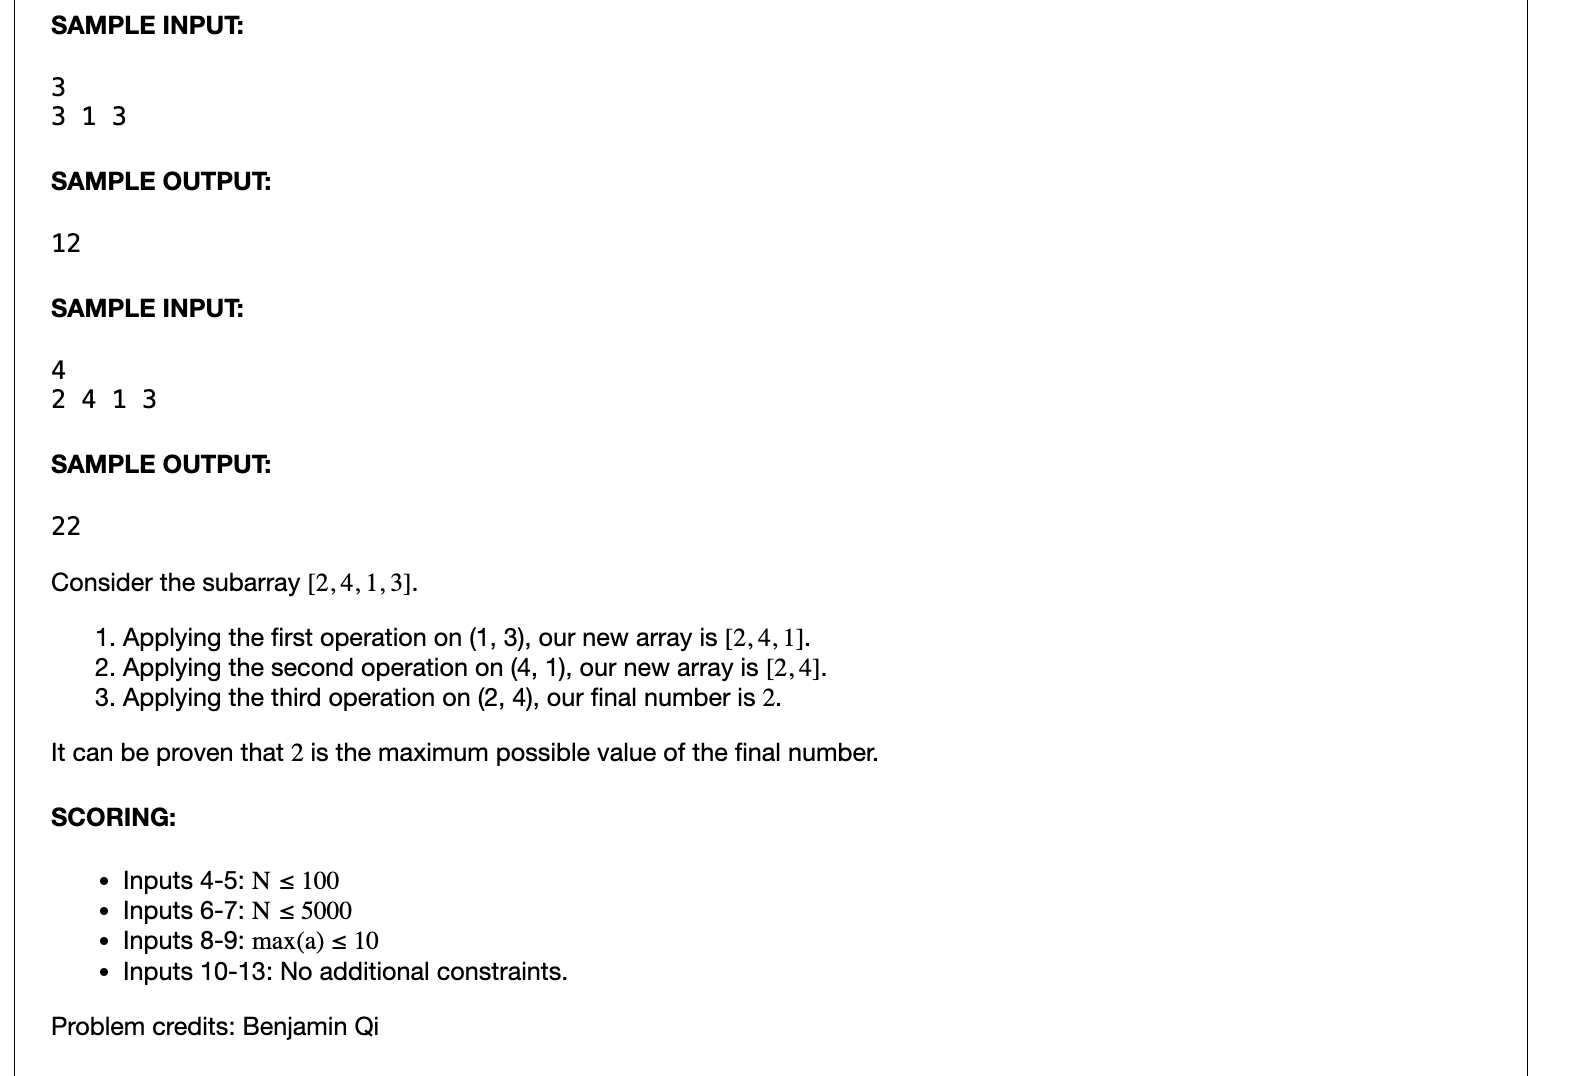 SAMPLE INPUT:
3
3 1 3
SAMPLE OUTPUT:
12
SAMPLE INPUT:
4
2 4 1 3
SAMPLE OUTPUT:
22
Consider the subarray [2, 4, 1, 3].
1. Applying the first operation on (1, 3), our new array is [2, 4, 1].
2. Applying the second operation on (4, 1), our new array is [2, 4].
3. Applying the third operation on (2, 4), our final number is 2.
It can be proven that 2 is the maximum possible value of the final number.
SCORING:
• Inputs 4-5: N ≤ 100
• Inputs 6-7: N ≤ 5000
• Inputs 8-9: max(a) ≤ 10
• Inputs 10-13: No additional constraints.
Problem credits: Benjamin Qi